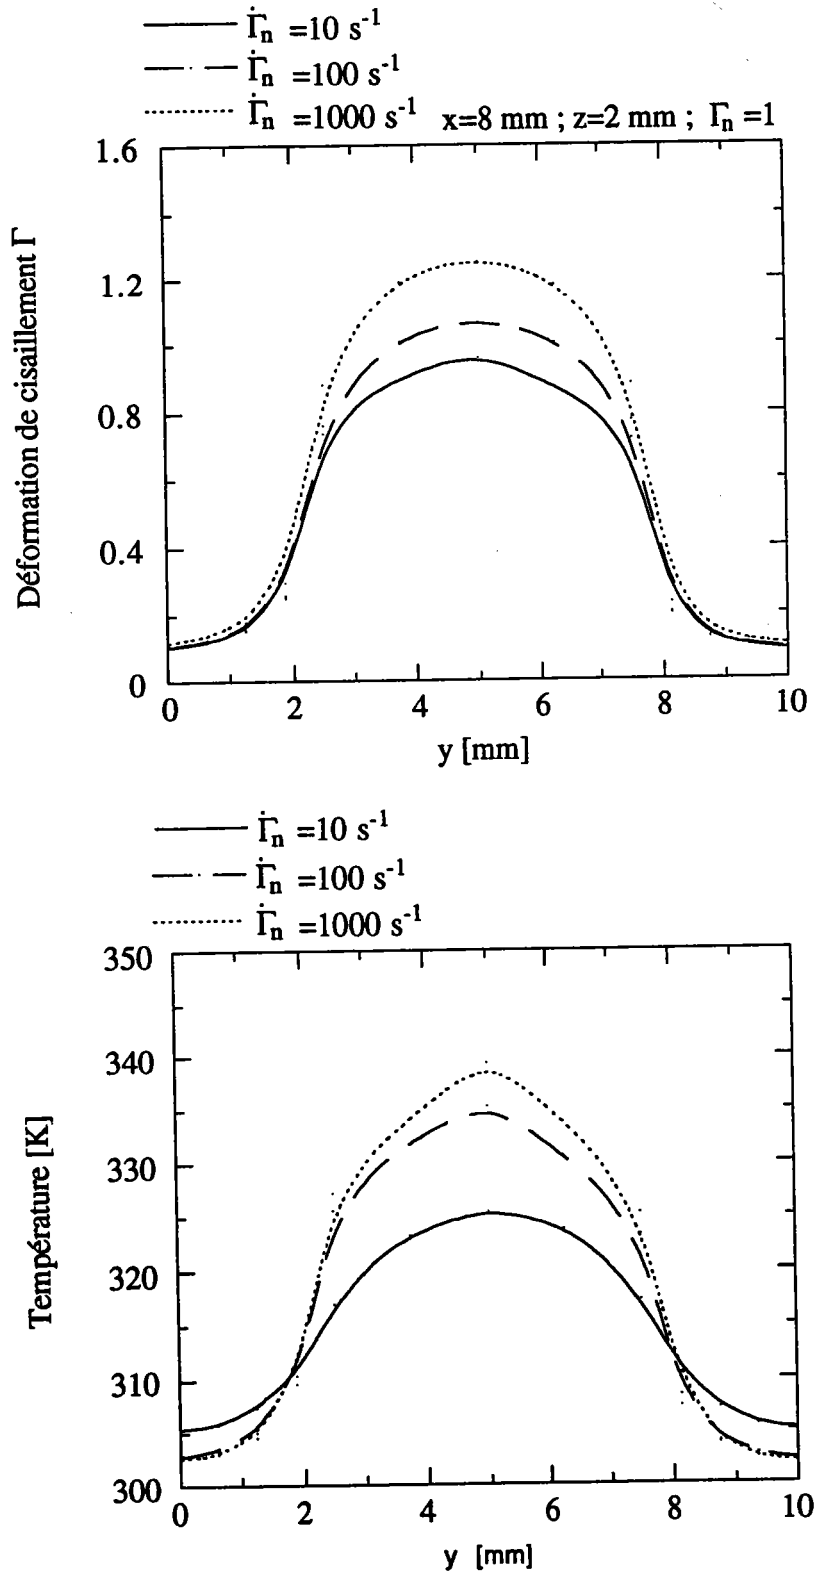 Γ̇n =10 s-1
Γ̇n =100 s-1
Γ̇n =1000 s-1 x=8 mm ; z=2 mm ; Γn =1
1.6
1.2
0.8
0.4
0
Déformation de cisaillement Γ
0 2 4 6 8 10
y [mm]
Γ̇n =10 s-1
Γ̇n =100 s-1
Γ̇n =1000 s-1
350
340
330
320
310
300
Température [K]
0 2 4 6 8 10
y [mm]